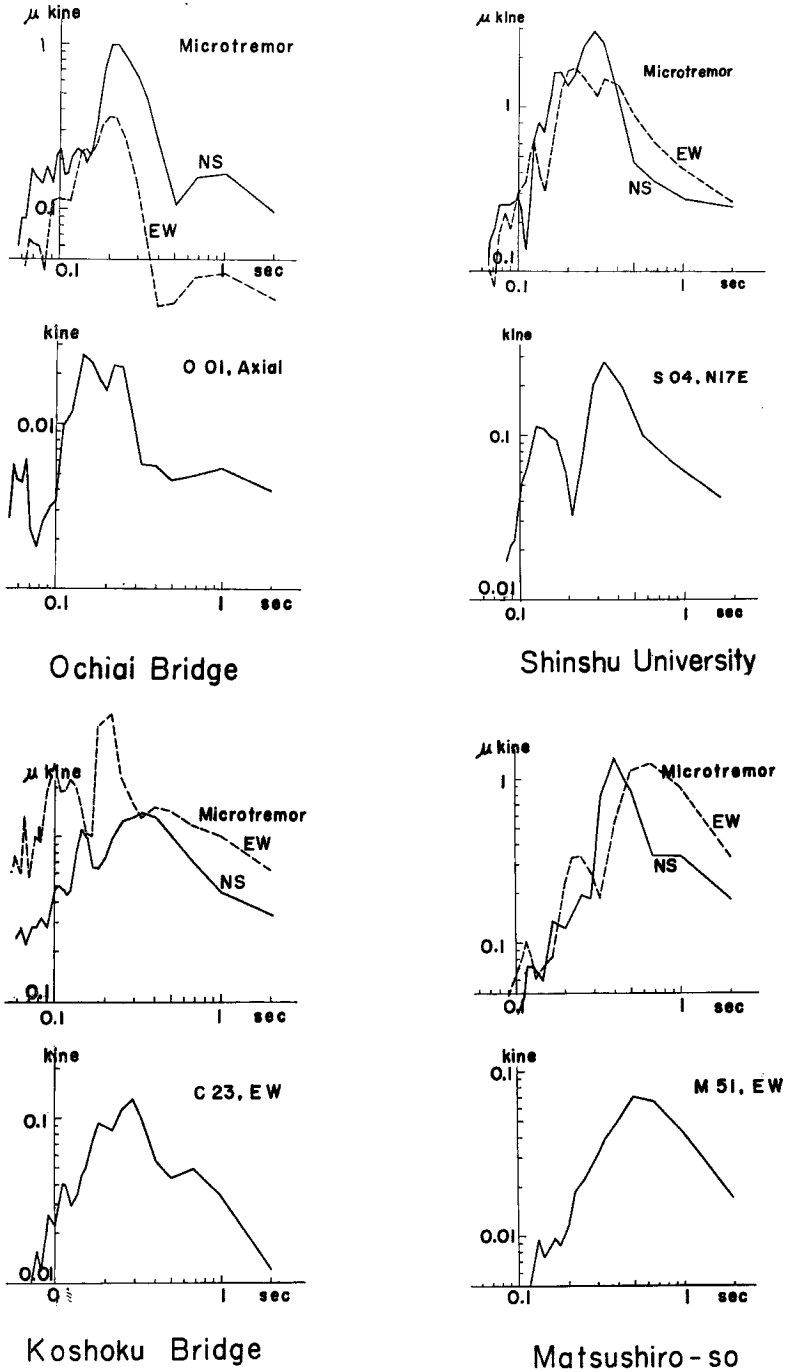 μ kine
Microtremor
1
NS
0.1
EW
0.1 1 sec
kine
O 01, Axial
0.01
0.1 1 sec
Ochiai Bridge
μ kine
Microtremor
1
EW
NS
0.1
0.1 1 sec
kine
S 04, N17E
0.1
0.01
0.1 1 sec
Shinshu University
μ kine
Microtremor
EW
NS
0.1
0.1 1 sec
kine
C 23, EW
0.1
0.01
1 sec
Koshoku Bridge
μ kine
Microtremor
1
EW
NS
0.1
0.1 1 sec
kine
0.1
M 51, EW
0.01
0.1 1 sec
Matsushiro-so